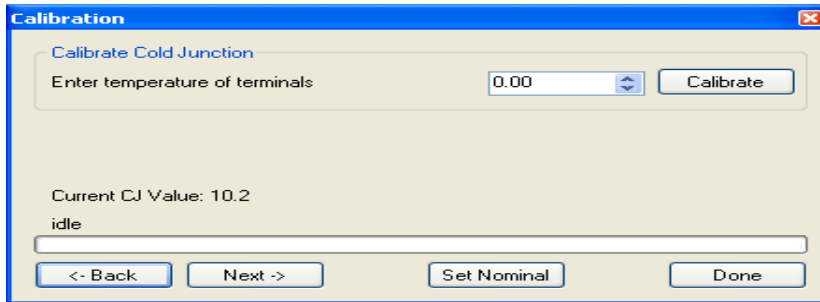 Calibration
Calibrate Cold Junction
Enter temperature of terminals 0.00 Calibrate
Current CJ Value: 10.2
idle
<- Back Next -> Set Nominal Done